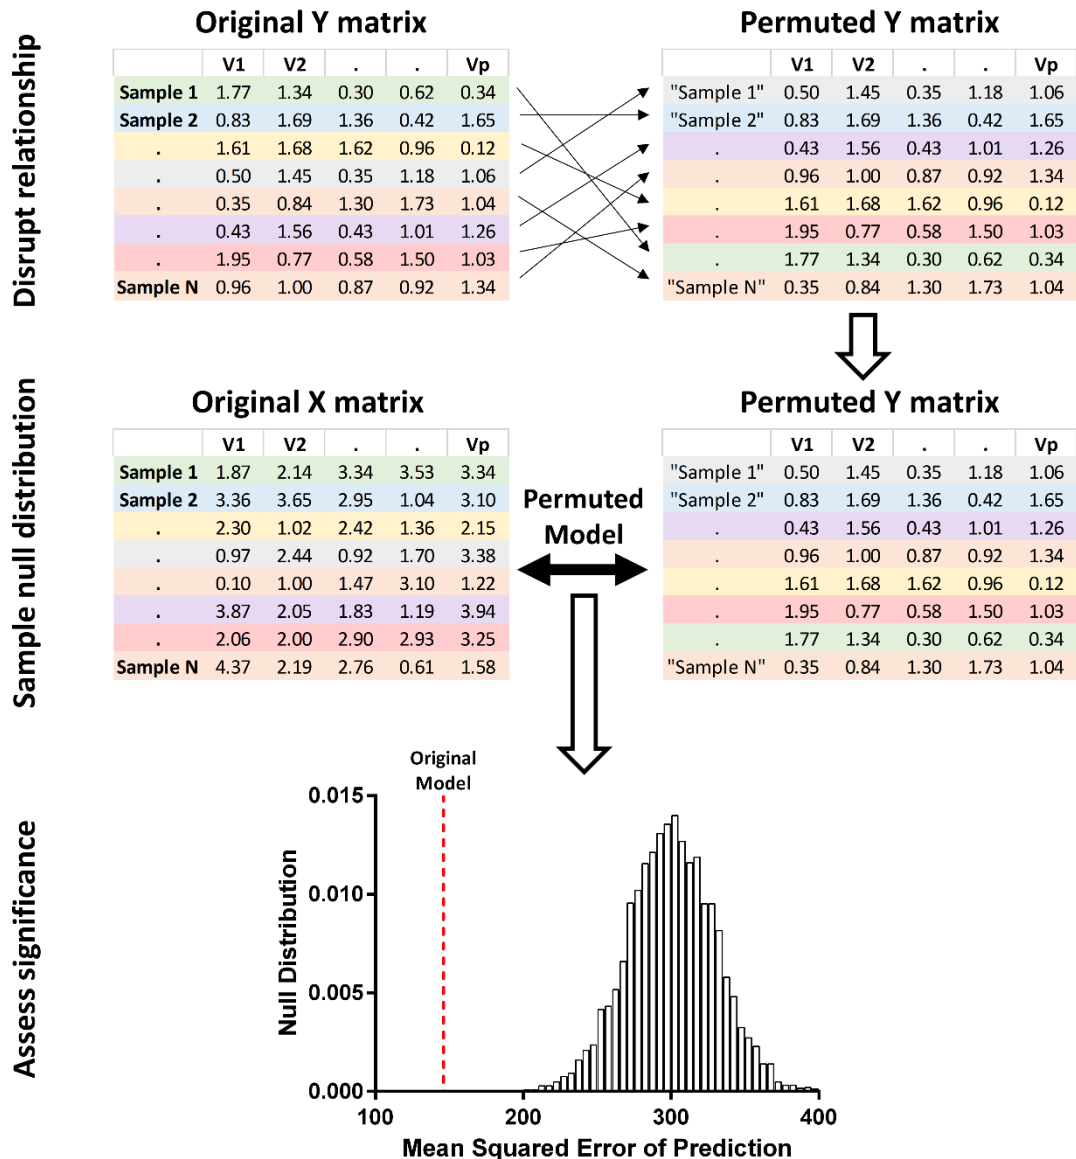 Disrupt relationship
Original Y matrix
V1 V2 . . Vp
Sample 1 1.77 1.34 0.30 0.62 0.34
Sample 2 0.83 1.69 1.36 0.42 1.65
. 1.61 1.68 1.62 0.96 0.12
. 0.50 1.45 0.35 1.18 1.06
. 0.35 0.84 1.30 1.73 1.04
. 0.43 1.56 0.43 1.01 1.26
. 1.95 0.77 0.58 1.50 1.03
Sample N 0.96 1.00 0.87 0.92 1.34
Permuted Y matrix
V1 V2 . . Vp
"Sample 1" 0.50 1.45 0.35 1.18 1.06
"Sample 2" 0.83 1.69 1.36 0.42 1.65
. 0.43 1.56 0.43 1.01 1.26
. 0.96 1.00 0.87 0.92 1.34
. 1.61 1.68 1.62 0.96 0.12
. 1.95 0.77 0.58 1.50 1.03
. 1.77 1.34 0.30 0.62 0.34
"Sample N" 0.35 0.84 1.30 1.73 1.04
Sample null distribution
Original X matrix
V1 V2 . . Vp
Sample 1 1.87 2.14 3.34 3.53 3.34
Sample 2 3.36 3.65 2.95 1.04 3.10
. 2.30 1.02 2.42 1.36 2.15
. 0.97 2.44 0.92 1.70 3.38
. 0.10 1.00 1.47 3.10 1.22
. 3.87 2.05 1.83 1.19 3.94
. 2.06 2.00 2.90 2.93 3.25
Sample N 4.37 2.19 2.76 0.61 1.58
Permuted
Model
Permuted Y matrix
V1 V2 . . Vp
"Sample 1" 0.50 1.45 0.35 1.18 1.06
"Sample 2" 0.83 1.69 1.36 0.42 1.65
. 0.43 1.56 0.43 1.01 1.26
. 0.96 1.00 0.87 0.92 1.34
. 1.61 1.68 1.62 0.96 0.12
. 1.95 0.77 0.58 1.50 1.03
. 1.77 1.34 0.30 0.62 0.34
"Sample N" 0.35 0.84 1.30 1.73 1.04
Assess significance
Original
Model
Null Distribution
0.015
0.010
0.005
0.000
100 200 300 400
Mean Squared Error of Prediction